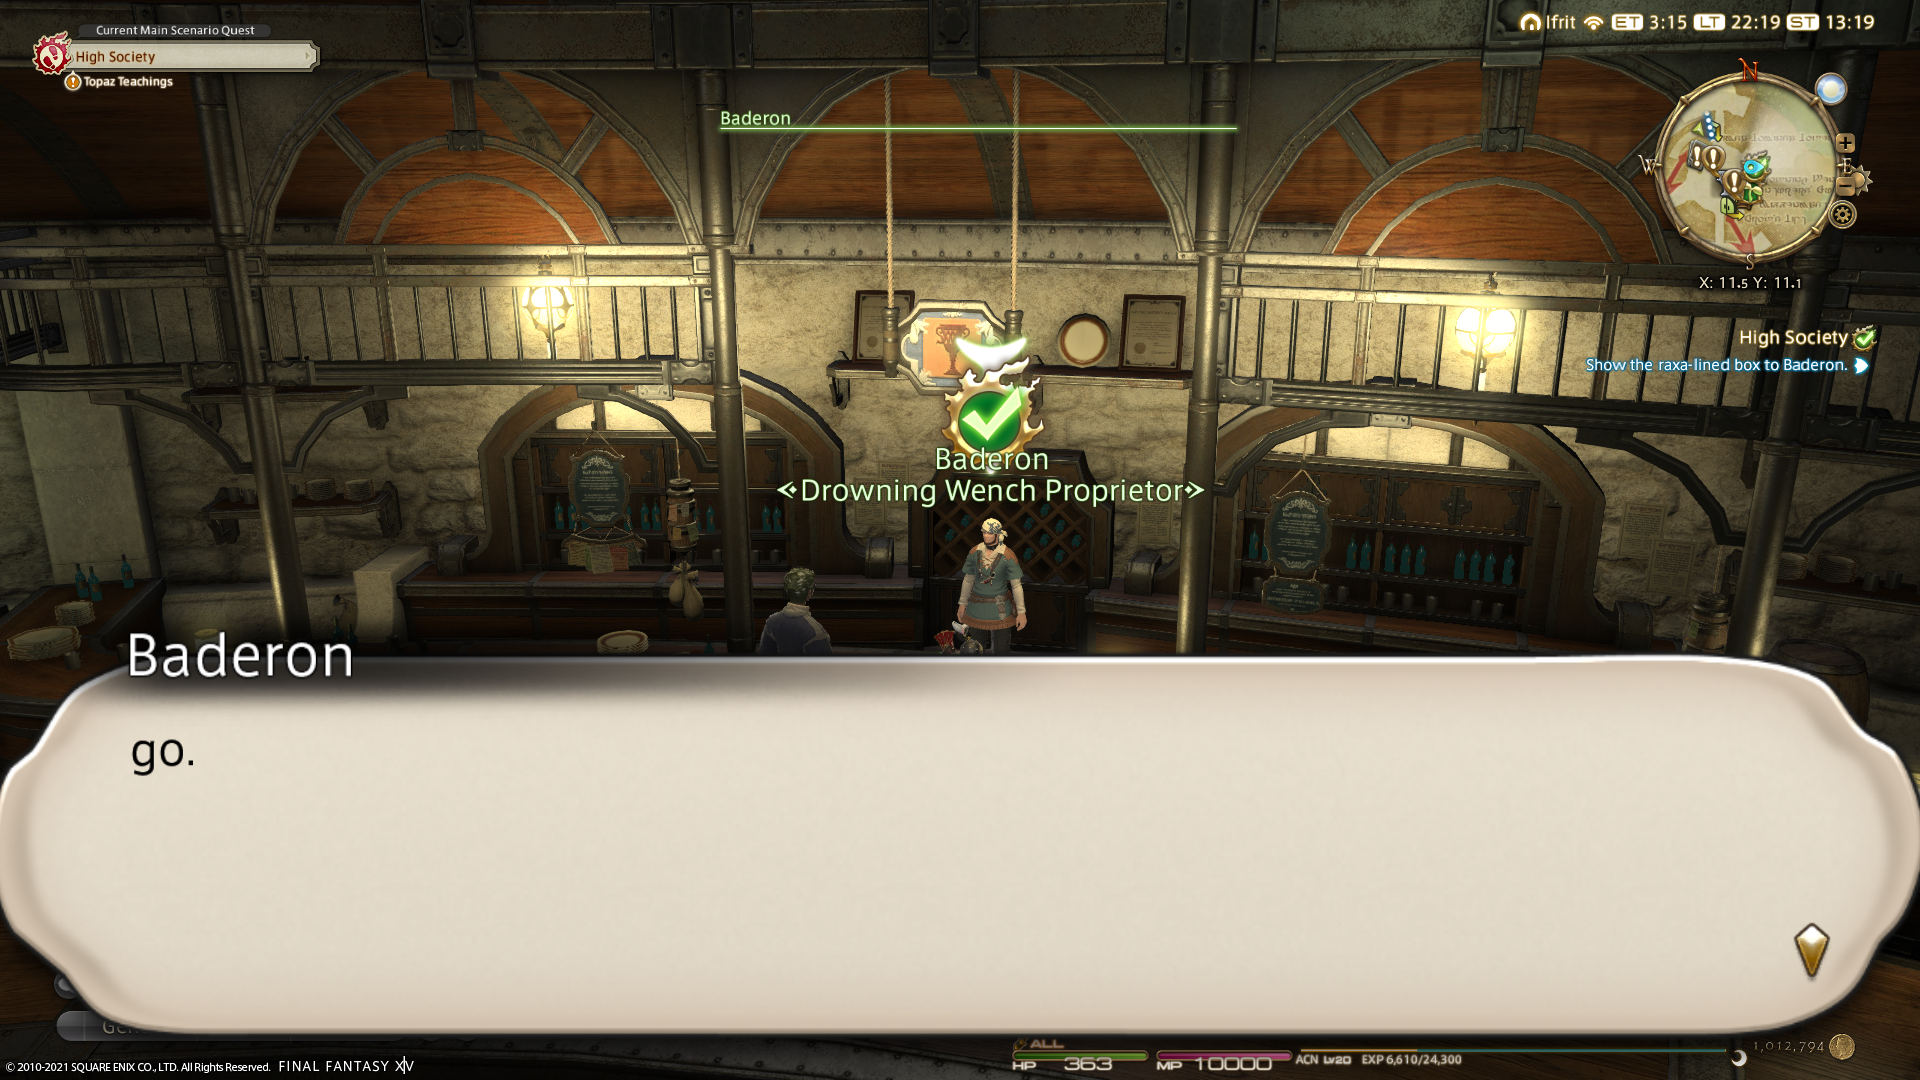 Current Main Scenario Quest
High Society
Topaz Teachings
Ifrit ET 3:15 LT 22:19 ST 13:19
N
W
E
S
X: 11.5 Y: 11.1
High Society
Show the raxa-lined box to Baderon.
Baderon
Baderon
Drowning Wench Proprietor
Baderon
go.
ALL
HP 363 MP 10000 ACN Lv20 EXP 6,610/24,300
1,012,794
© 2010-2021 SQUARE ENIX CO., LTD. All Rights Reserved. FINAL FANTASY XIV